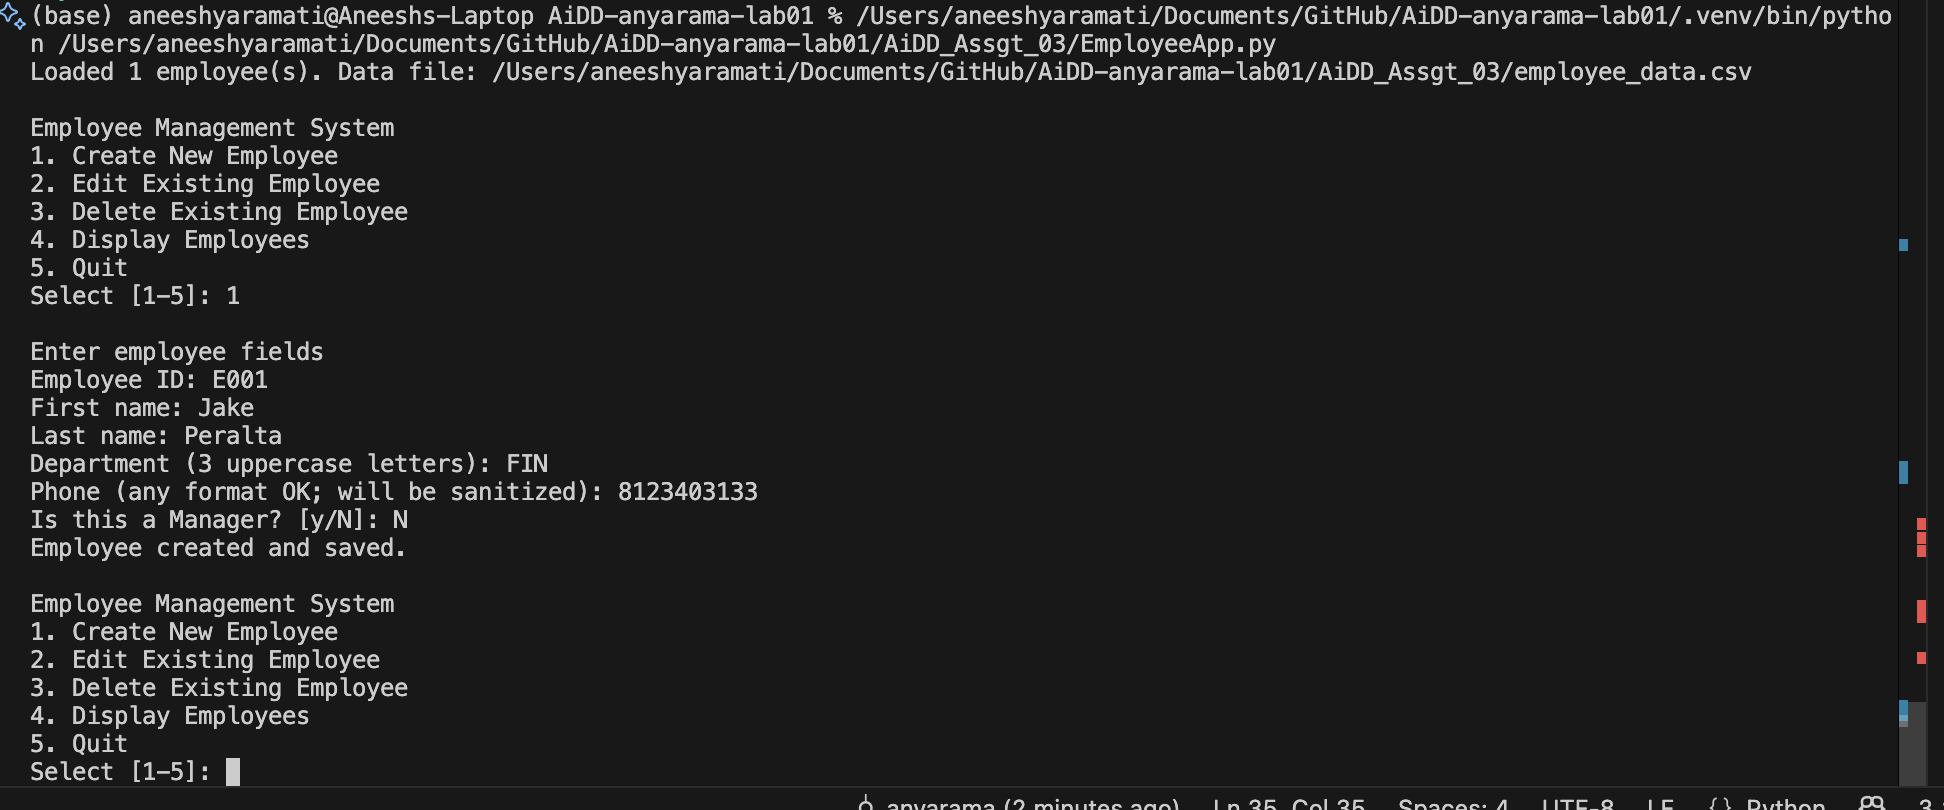 (base) aneeshyaramati@Aneeshs-Laptop AiDD-anyarama-lab01 % /Users/aneeshyaramati/Documents/GitHub/AiDD-anyarama-lab01/.venv/bin/pytho
n /Users/aneeshyaramati/Documents/GitHub/AiDD-anyarama-lab01/AiDD_Assgt_03/EmployeeApp.py
Loaded 1 employee(s). Data file: /Users/aneeshyaramati/Documents/GitHub/AiDD-anyarama-lab01/AiDD_Assgt_03/employee_data.csv
Employee Management System
1. Create New Employee
2. Edit Existing Employee
3. Delete Existing Employee
4. Display Employees
5. Quit
Select [1-5]: 1
Enter employee fields
Employee ID: E001
First name: Jake
Last name: Peralta
Department (3 uppercase letters): FIN
Phone (any format OK; will be sanitized): 8123403133
Is this a Manager? [y/N]: N
Employee created and saved.
Employee Management System
1. Create New Employee
2. Edit Existing Employee
3. Delete Existing Employee
4. Display Employees
5. Quit
Select [1-5]:
anyarama (2 minutes ago) Ln 35, Col 35 Spaces: 4 UTF-8 LF {} Python 3